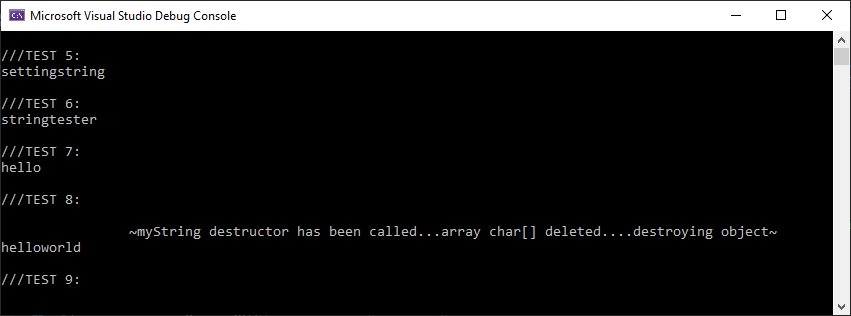 Microsoft Visual Studio Debug Console
///TEST 5:
settingstring
///TEST 6:
stringtester
///TEST 7:
hello
///TEST 8:
~myString destructor has been called...array char[] deleted....destroying object~
helloworld
///TEST 9: